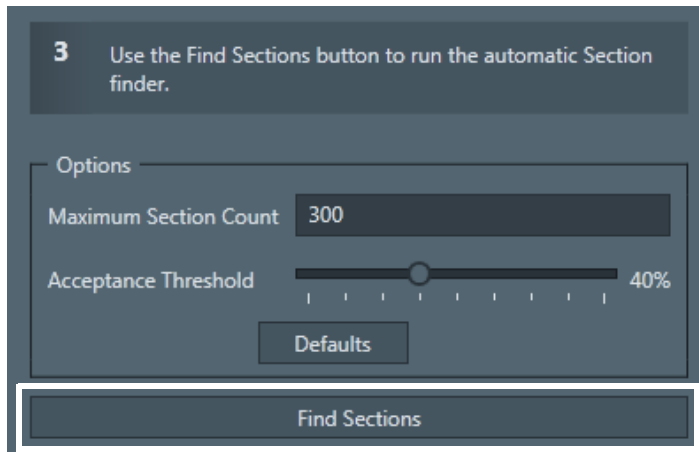 3
Use the Find Sections button to run the automatic Section
finder.
Options
Maximum Section Count 300
Acceptance Threshold 40%
Defaults
Find Sections